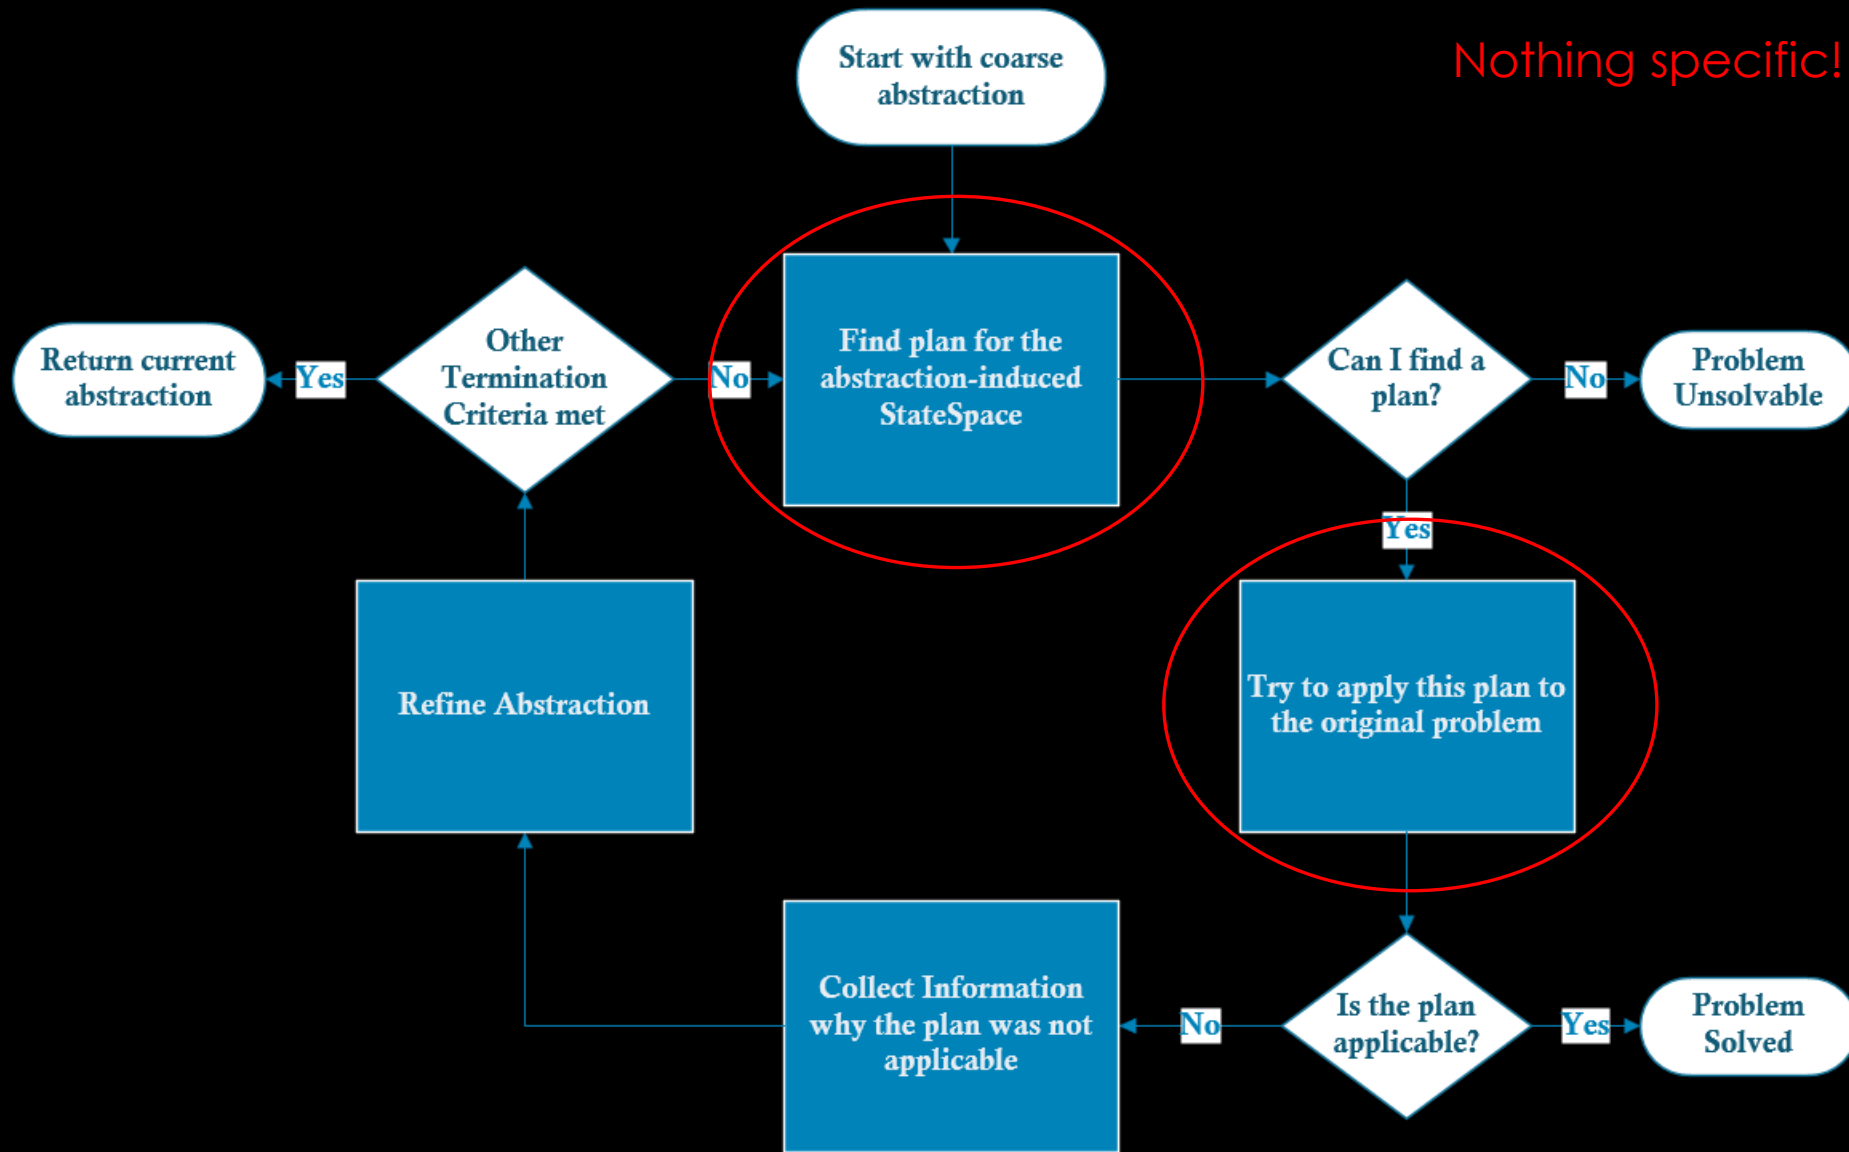 Start with coarse
abstraction
Nothing specific!
Return current
abstraction
Yes
Other
Termination
Criteria met
No
Find plan for the
abstraction-induced
StateSpace
Can I find a
plan?
No
Problem
Unsolvable
Yes
Refine Abstraction
Try to apply this plan to
the original problem
Collect Information
why the plan was not
applicable
No
Is the plan
applicable?
Yes
Problem
Solved